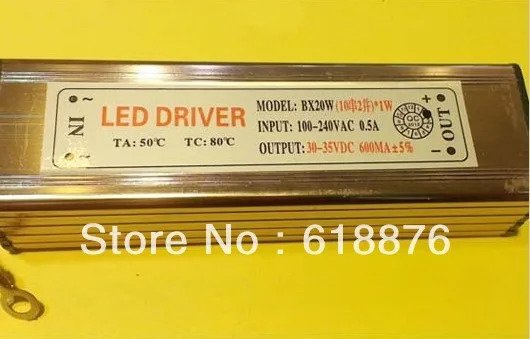 IN
~
~
LED DRIVER
TA: 50℃ TC: 80℃
MODEL: BX20W(10串2并)*1W
INPUT: 100-240VAC 0.5A
OUTPUT: 30-35VDC 600MA±5%
QC
+
OUT
-
Store No: 618876